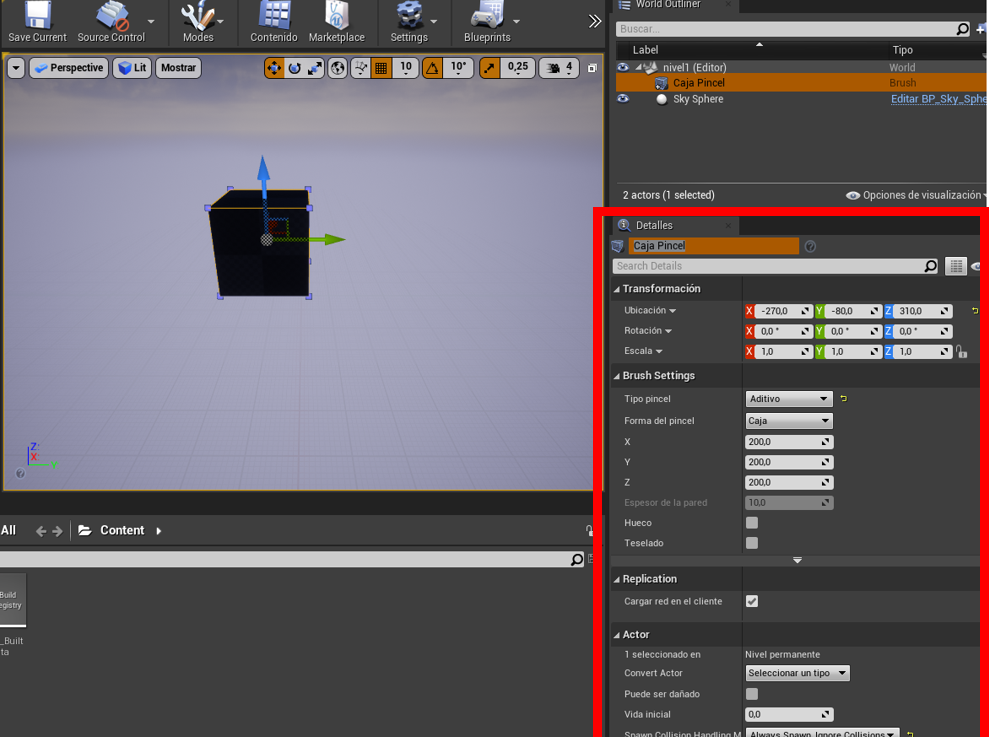 World Outliner
Save Current Source Control Modes Contenido Marketplace Settings Blueprints
Buscar...
Label Tipo
nivel1 (Editor) World
Caja Pincel Brush
Sky Sphere Editar BP_Sky_Sphe
Perspective Lit Mostrar 10 10° 0,25 4
2 actors (1 selected) Opciones de visualización
Detalles
Caja Pincel
Search Details
Transformación
Ubicación X -270,0 Y -80,0 Z 310,0
Rotación X 0,0 ° Y 0,0 ° Z 0,0 °
Escala X 1,0 Y 1,0 Z 1,0
Brush Settings
Tipo pincel Aditivo
Forma del pincel Caja
X 200,0
Y 200,0
Z 200,0
Espesor de la pared 10,0
Hueco
Teselado
Replication
Cargar red en el cliente
Actor
1 seleccionado en Nivel permanente
Convert Actor Seleccionar un tipo
Puede ser dañado
Vida inicial 0,0
Spawn Collision Handling M Always Spawn, Ignore Collisions
Z:
X:
All Content
Build
egistry
_Built
ta